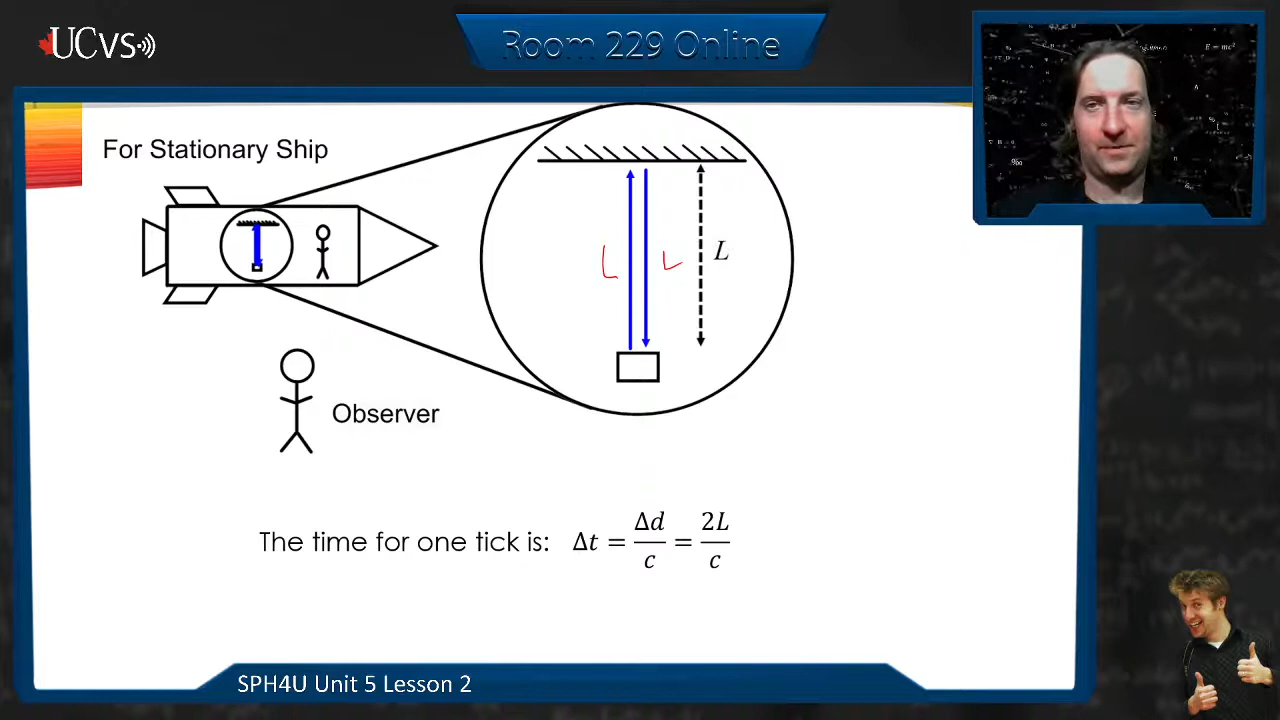 UCvs
Room 229 Online
E=mc²
For Stationary Ship
L
L
L
Observer
The time for one tick is: Δt = Δd/c = 2L/c
SPH4U Unit 5 Lesson 2